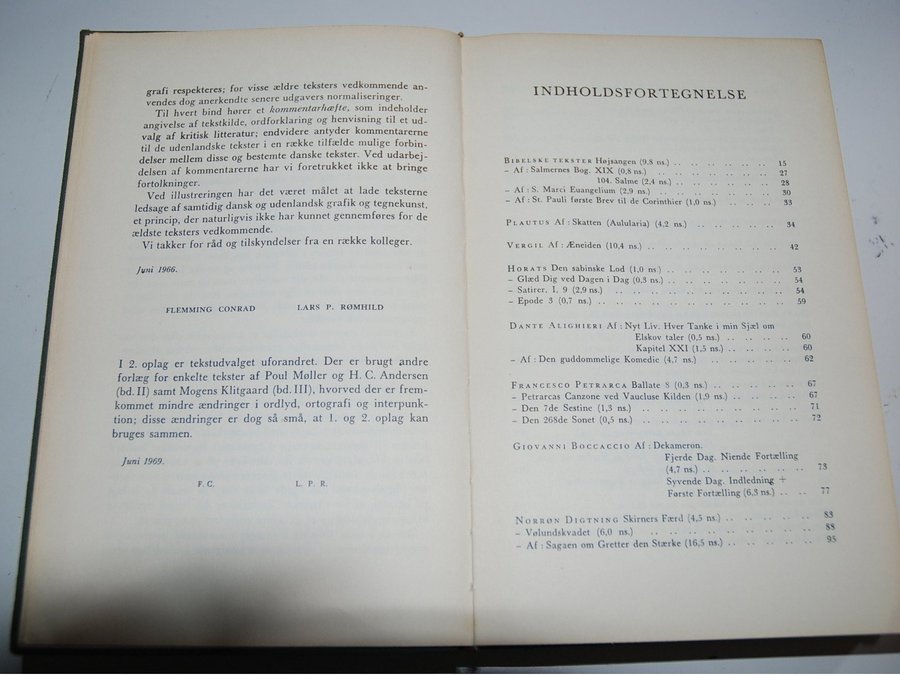 grafi respekteres; for visse ældre teksters vedkommende an-
vendes dog anerkendte senere udgavers normaliseringer.
Til hvert bind hører et kommentarhæfte, som indeholder
angivelse af tekstkilde, ordforklaring og henvisning til et ud-
valg af kritisk litteratur; endvidere antyder kommentarerne
til de udenlandske tekster i en række tilfælde mulige forbin-
delser mellem disse og bestemte danske tekster. Ved udarbej-
delsen af kommentarerne har vi foretrukket ikke at bringe
fortolkninger.
Ved illustreringen har det været målet at lade teksterne
ledsage af samtidig dansk og udenlandsk grafik og tegnekunst,
et princip, der naturligvis ikke har kunnet gennemføres for de
ældste teksters vedkommende.
Vi takker for råd og tilskyndelser fra en række kolleger.
Juni 1966.
FLEMMING CONRAD LARS P. RØMHILD
I 2. oplag er tekstudvalget uforandret. Der er brugt andre
forlæg for enkelte tekster af Poul Møller og H. C. Andersen
(bd. II) samt Mogens Klitgaard (bd. III), hvorved der er frem-
kommet mindre ændringer i ordlyd, ortografi og interpunk-
tion; disse ændringer er dog så små, at 1. og 2. oplag kan
bruges sammen.
Juni 1969.
F. C. L. P. R.
INDHOLDSFORTEGNELSE
BIBELSKE TEKSTER Højsangen (9,8 ns.) .. .. .. .. .. .. 15
– Af: Salmernes Bog. XIX (0,8 ns.) .. .. .. .. .. .. 27
104. Salme (2,4 ns.) .. .. .. .. .. .. 28
– Af: S. Marci Euangelium (2,9 ns.) .. .. .. .. .. .. 30
– Af: St. Pauli første Brev til de Corinthier (1,0 ns.) .. .. .. 33
PLAUTUS Af: Skatten (Aulularia) (4,2 ns.) .. .. .. .. .. 34
VERGIL Af: Æneiden (10,4 ns.) .. .. .. .. .. .. .. 42
HORATS Den sabinske Lod (1,0 ns.) .. .. .. .. .. .. 53
– Glæd Dig ved Dagen i Dag (0,3 ns.) .. .. .. .. .. .. 54
– Satirer. I, 9 (2,9 ns.) .. .. .. .. .. .. .. .. 54
– Epode 3 (0,7 ns.) .. .. .. .. .. .. .. .. .. 59
DANTE ALIGHIERI Af: Nyt Liv. Hver Tanke i min Sjæl om
Elskov taler (0,5 ns.) .. .. .. .. 60
Kapitel XXI (1,5 ns.) .. .. .. .. 60
– Af: Den guddommelige Komedie (4,7 ns.) .. .. .. .. .. 62
FRANCESCO PETRARCA Ballate 8 (0,3 ns.) .. .. .. .. .. 67
– Petrarcas Canzone ved Vaucluse Kilden (1,9 ns.) .. .. .. .. 67
– Den 7de Sestine (1,3 ns.) .. .. .. .. .. .. .. .. 71
– Den 268de Sonet (0,5 ns.) .. .. .. .. .. .. .. .. 72
GIOVANNI BOCCACCIO Af: Dekameron.
Fjerde Dag. Niende Fortælling
(4,7 ns.) .. .. .. .. .. .. 73
Syvende Dag. Indledning +
Første Fortælling (6,3 ns.) .. .. 77
NORRØN DIGTNING Skirners Færd (4,5 ns.) .. .. .. .. .. 83
– Vølundskvadet (6,0 ns.) .. .. .. .. .. .. .. .. 88
– Af: Sagaen om Gretter den Stærke (16,5 ns.) .. .. .. .. .. 95